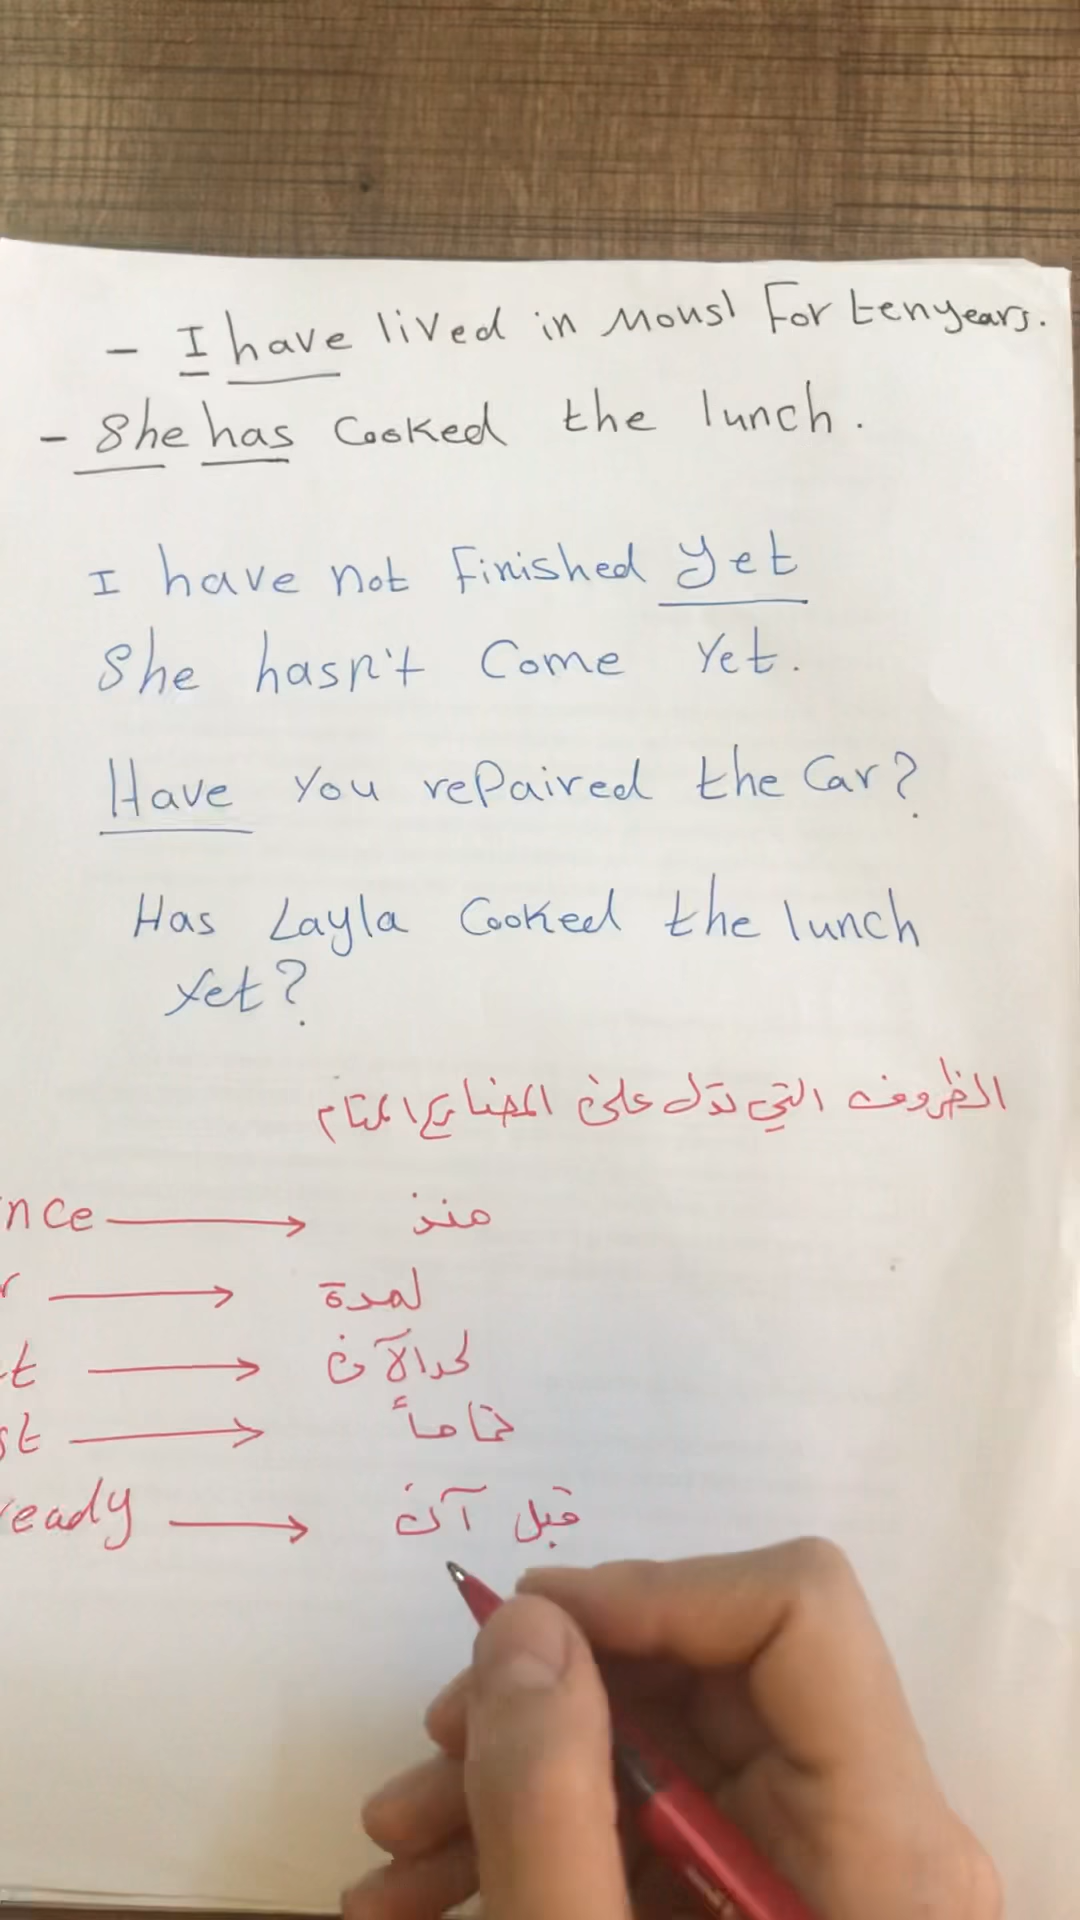 - I have lived in Mousl For ten years.
- She has Cooked the lunch.
I have not Finished yet
She hasn't Come Yet.
Have You rePaired the Car?
Has Layla Cooked the lunch
Yet?
الظروف التي تدل على المضارع التام
nce → منذ
r → لمدة
t → لحد الآن
st → تماماً
ready → قبل آن